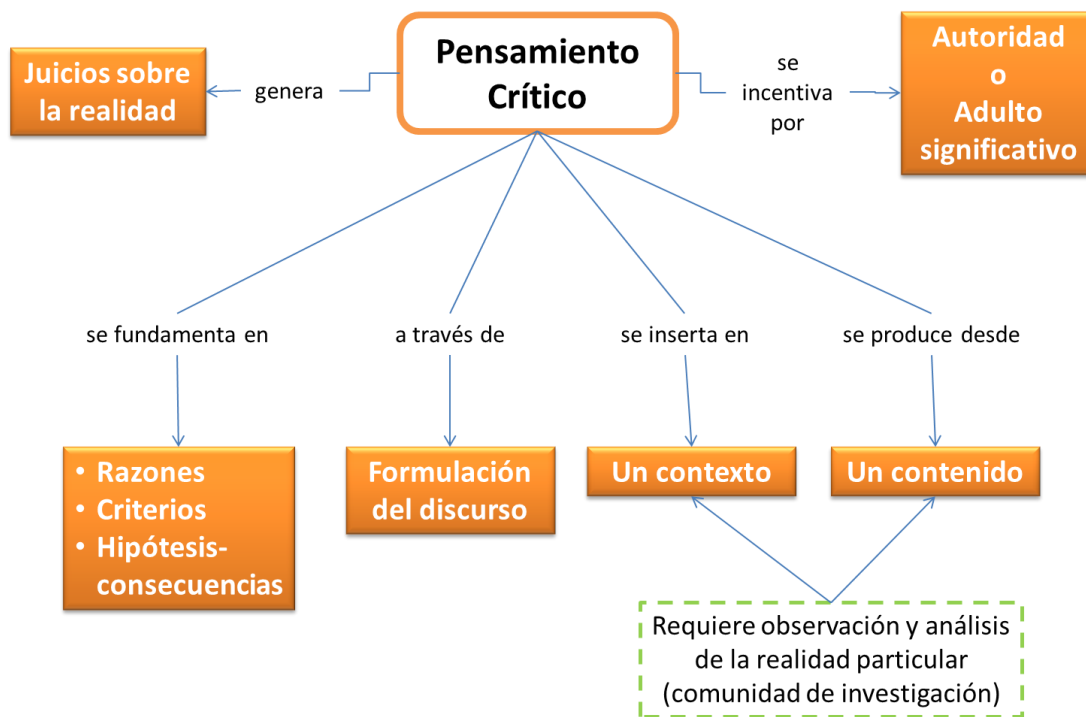 Pensamiento
Crítico
Juicios sobre
la realidad
genera
se
incentiva
por
Autoridad
o
Adulto
significativo
se fundamenta en
a través de
se inserta en
se produce desde
• Razones
• Criterios
• Hipótesis-
consecuencias
Formulación
del discurso
Un contexto
Un contenido
Requiere observación y análisis
de la realidad particular
(comunidad de investigación)